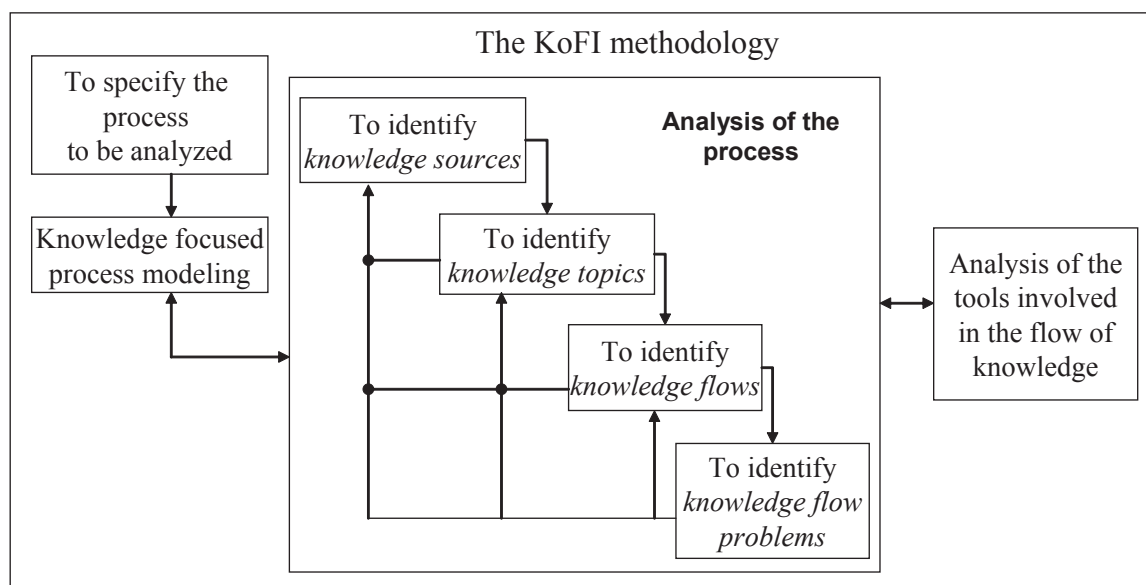 The KoFI methodology
To specify the
process
to be analyzed
Knowledge focused
process modeling
Analysis of the
process
To identify
knowledge sources
To identify
knowledge topics
To identify
knowledge flows
To identify
knowledge flow
problems
Analysis of the
tools involved
in the flow of
knowledge